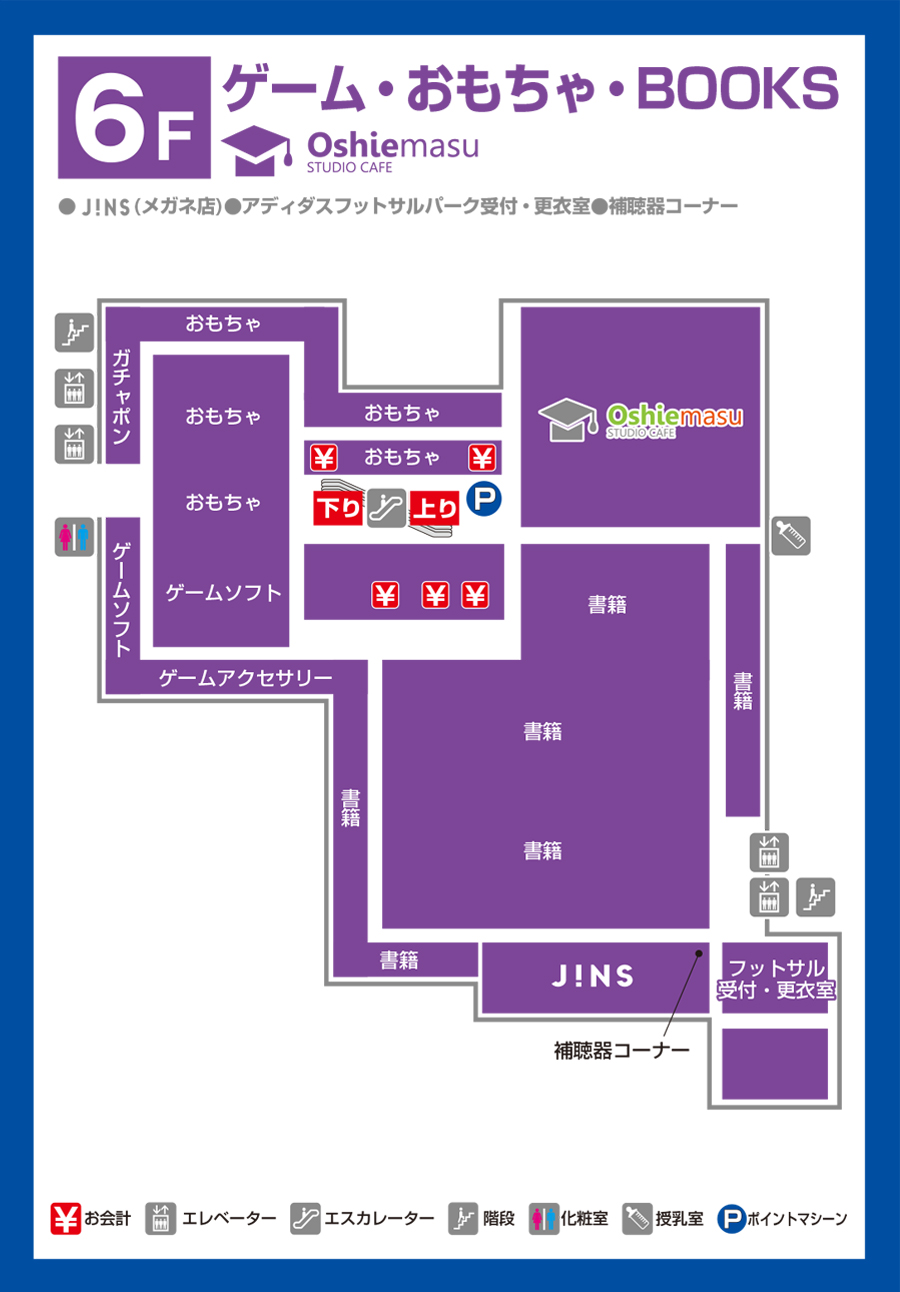 6F
ゲーム・おもちゃ・BOOKS
Oshiemasu
STUDIO CAFE
●J!NS(メガネ店)●アディダスフットサルパーク受付・更衣室●補聴器コーナー
おもちゃ
ガチャポン
おもちゃ
おもちゃ
Oshiemasu
STUDIO CAFE
¥
おもちゃ
¥
おもちゃ
下り
上り
P
ゲームソフト
ゲームソフト
¥
¥
¥
書籍
ゲームアクセサリー
書籍
書籍
書籍
書籍
書籍
J!NS
フットサル
受付・更衣室
補聴器コーナー
¥お会計 エレベーター エスカレーター 階段 化粧室 授乳室 Pポイントマシーン